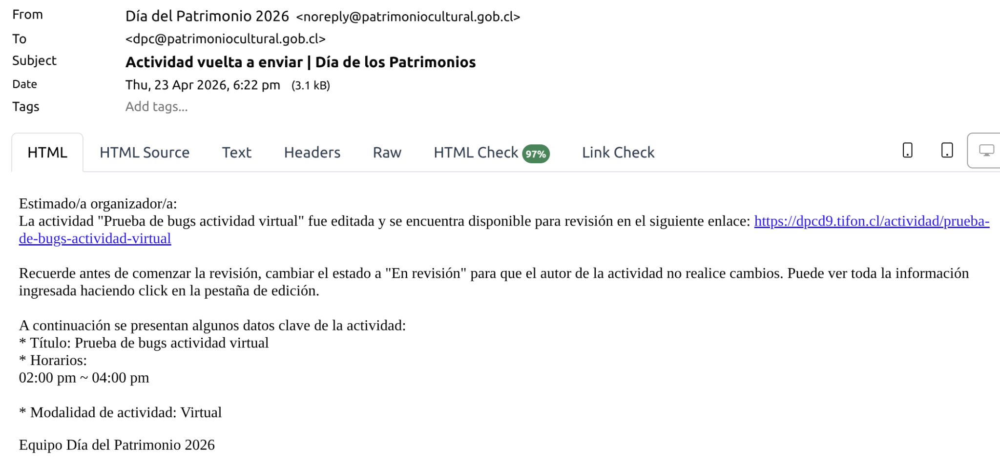 From Día del Patrimonio 2026 <noreply@patrimoniocultural.gob.cl>
To <dpc@patrimoniocultural.gob.cl>
Subject Actividad vuelta a enviar | Día de los Patrimonios
Date Thu, 23 Apr 2026, 6:22 pm (3.1 kB)
Tags Add tags...
HTML HTML Source Text Headers Raw HTML Check 97% Link Check
Estimado/a organizador/a:
La actividad "Prueba de bugs actividad virtual" fue editada y se encuentra disponible para revisión en el siguiente enlace: https://dpcd9.tifon.cl/actividad/prueba-
de-bugs-actividad-virtual
Recuerde antes de comenzar la revisión, cambiar el estado a "En revisión" para que el autor de la actividad no realice cambios. Puede ver toda la información
ingresada haciendo click en la pestaña de edición.
A continuación se presentan algunos datos clave de la actividad:
* Título: Prueba de bugs actividad virtual
* Horarios:
02:00 pm ~ 04:00 pm
* Modalidad de actividad: Virtual
Equipo Día del Patrimonio 2026